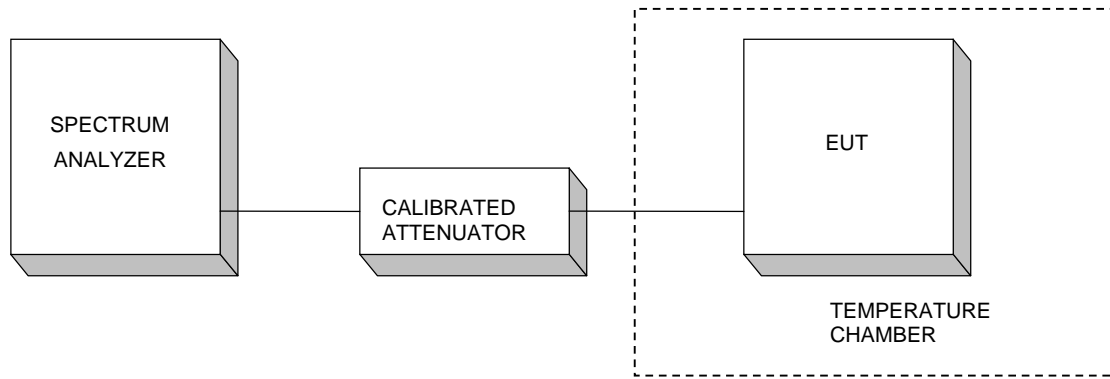 SPECTRUM
ANALYZER
CALIBRATED
ATTENUATOR
EUT
TEMPERATURE
CHAMBER